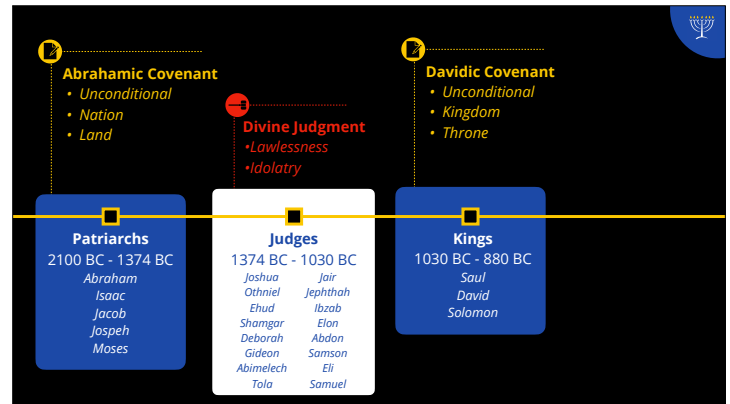 Abrahamic Covenant
• Unconditional
• Nation
• Land
Divine Judgment
•Lawlessness
•Idolatry
Davidic Covenant
• Unconditional
• Kingdom
• Throne
Patriarchs
2100 BC - 1374 BC
Abraham
Isaac
Jacob
Jospeh
Moses
Judges
1374 BC - 1030 BC
Joshua Jair
Othniel Jephthah
Ehud Ibzab
Shamgar Elon
Deborah Abdon
Gideon Samson
Abimelech Eli
Tola Samuel
Kings
1030 BC - 880 BC
Saul
David
Solomon